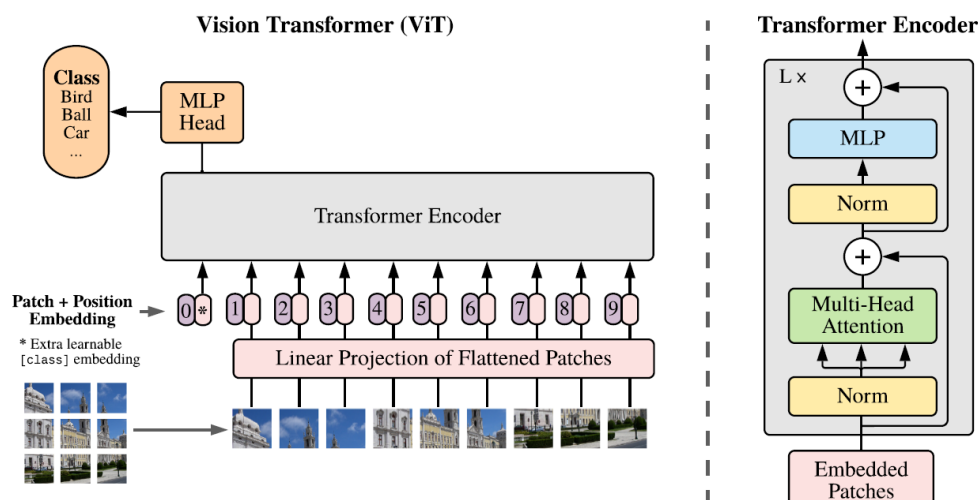 Vision Transformer (ViT)
Class
Bird
Ball
Car
...
MLP
Head
Transformer Encoder
Patch + Position
Embedding
0 * 1 2 3 4 5 6 7 8 9
* Extra learnable
[class] embedding
Linear Projection of Flattened Patches
Transformer Encoder
L ×
+
MLP
Norm
+
Multi-Head
Attention
Norm
Embedded
Patches